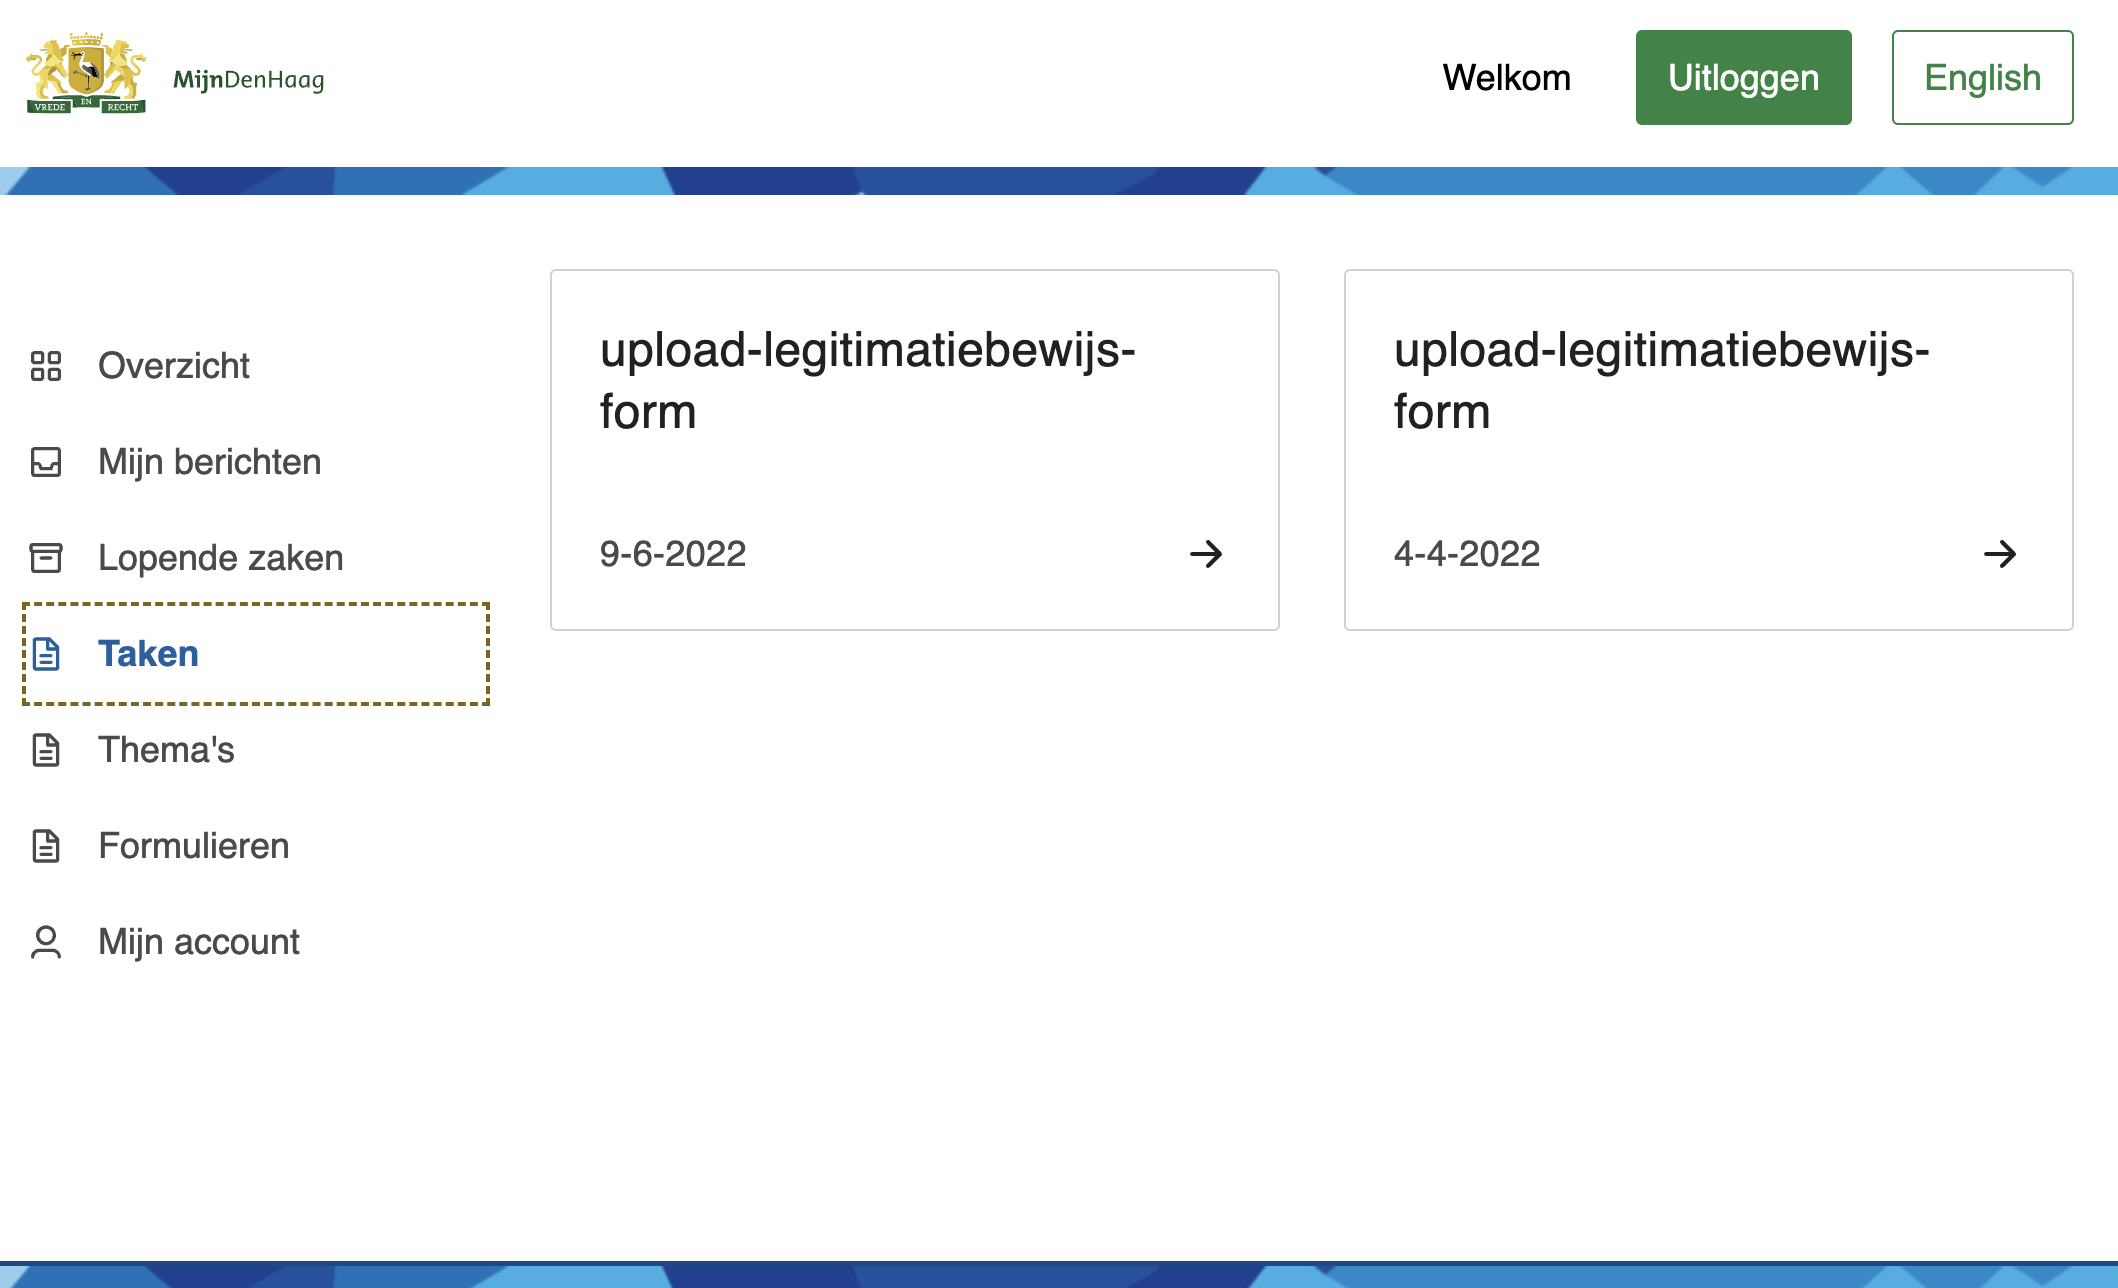 VREDE EN RECHT
MijnDenHaag
Welkom
Uitloggen
English
Overzicht
Mijn berichten
Lopende zaken
Taken
Thema's
Formulieren
Mijn account
upload-legitimatiebewijs-
form
9-6-2022
upload-legitimatiebewijs-
form
4-4-2022